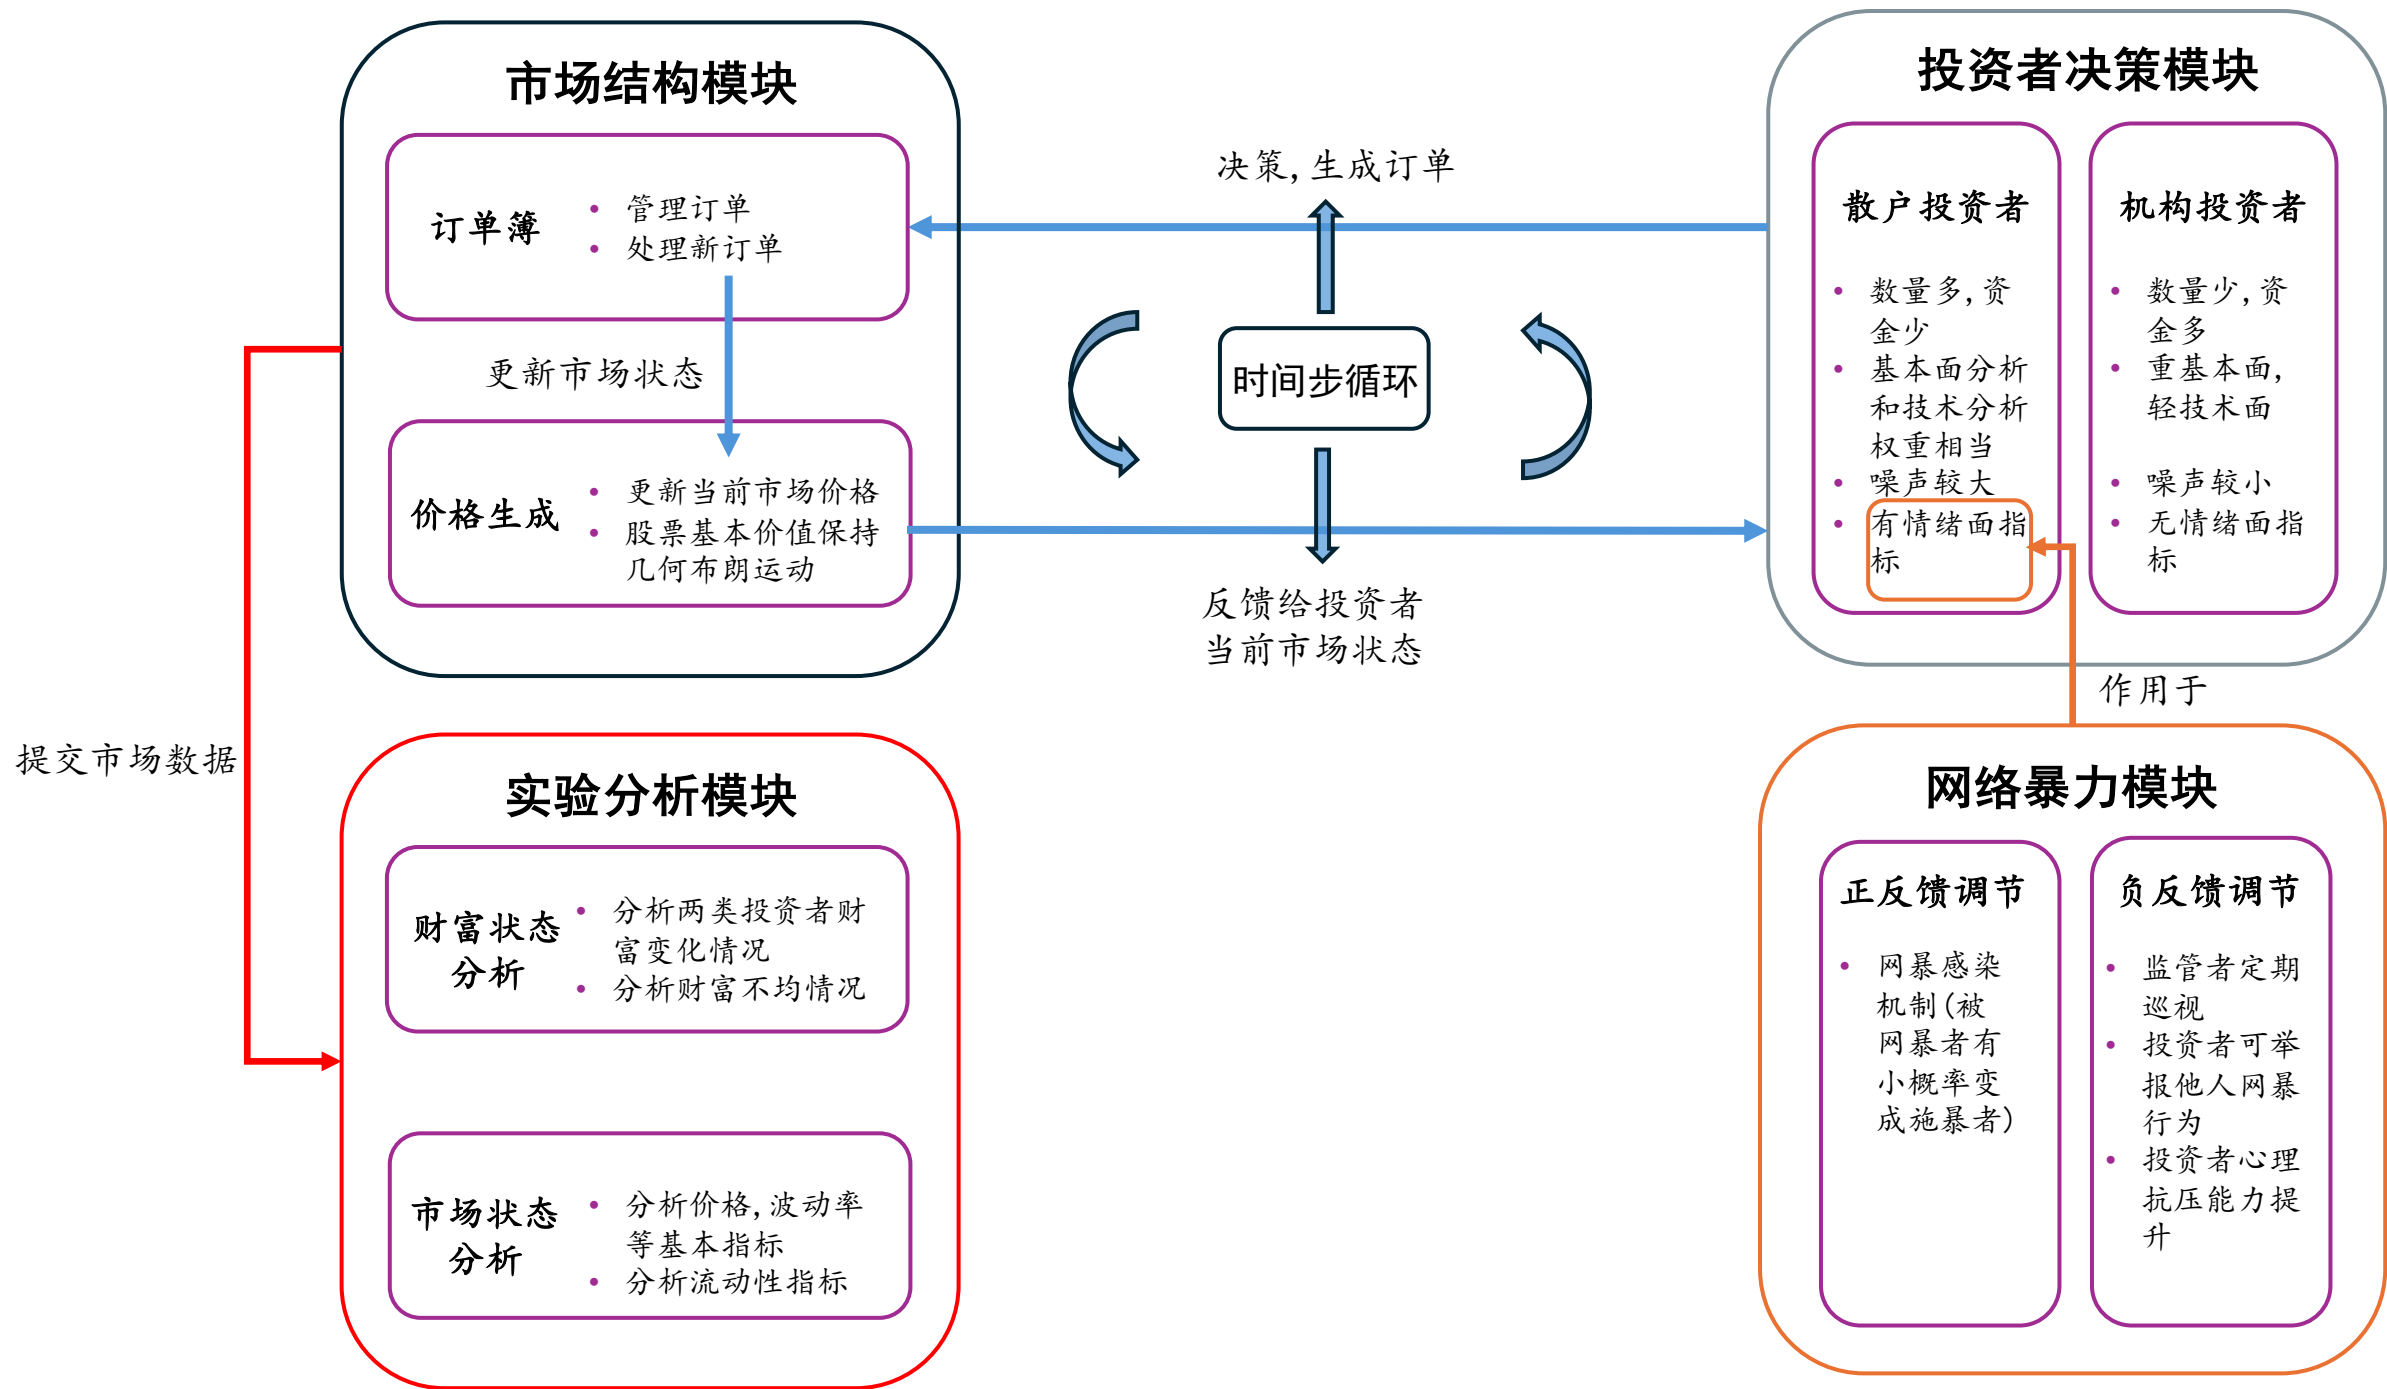 市场结构模块
订单簿
• 管理订单
• 处理新订单
更新市场状态
价格生成
• 更新当前市场价格
• 股票基本价值保持
几何布朗运动
决策,生成订单
时间步循环
反馈给投资者
当前市场状态
投资者决策模块
散户投资者
• 数量多,资
金少
• 基本面分析
和技术分析
权重相当
• 噪声较大
• 有情绪面指
标
机构投资者
• 数量少,资
金多
• 重基本面,
轻技术面
• 噪声较小
• 无情绪面指
标
作用于
提交市场数据
实验分析模块
财富状态
分析
• 分析两类投资者财
富变化情况
• 分析财富不均情况
市场状态
分析
• 分析价格,波动率
等基本指标
• 分析流动性指标
网络暴力模块
正反馈调节
• 网暴感染
机制(被
网暴者有
小概率变
成施暴者)
负反馈调节
• 监管者定期
巡视
• 投资者可举
报他人网暴
行为
• 投资者心理
抗压能力提
升